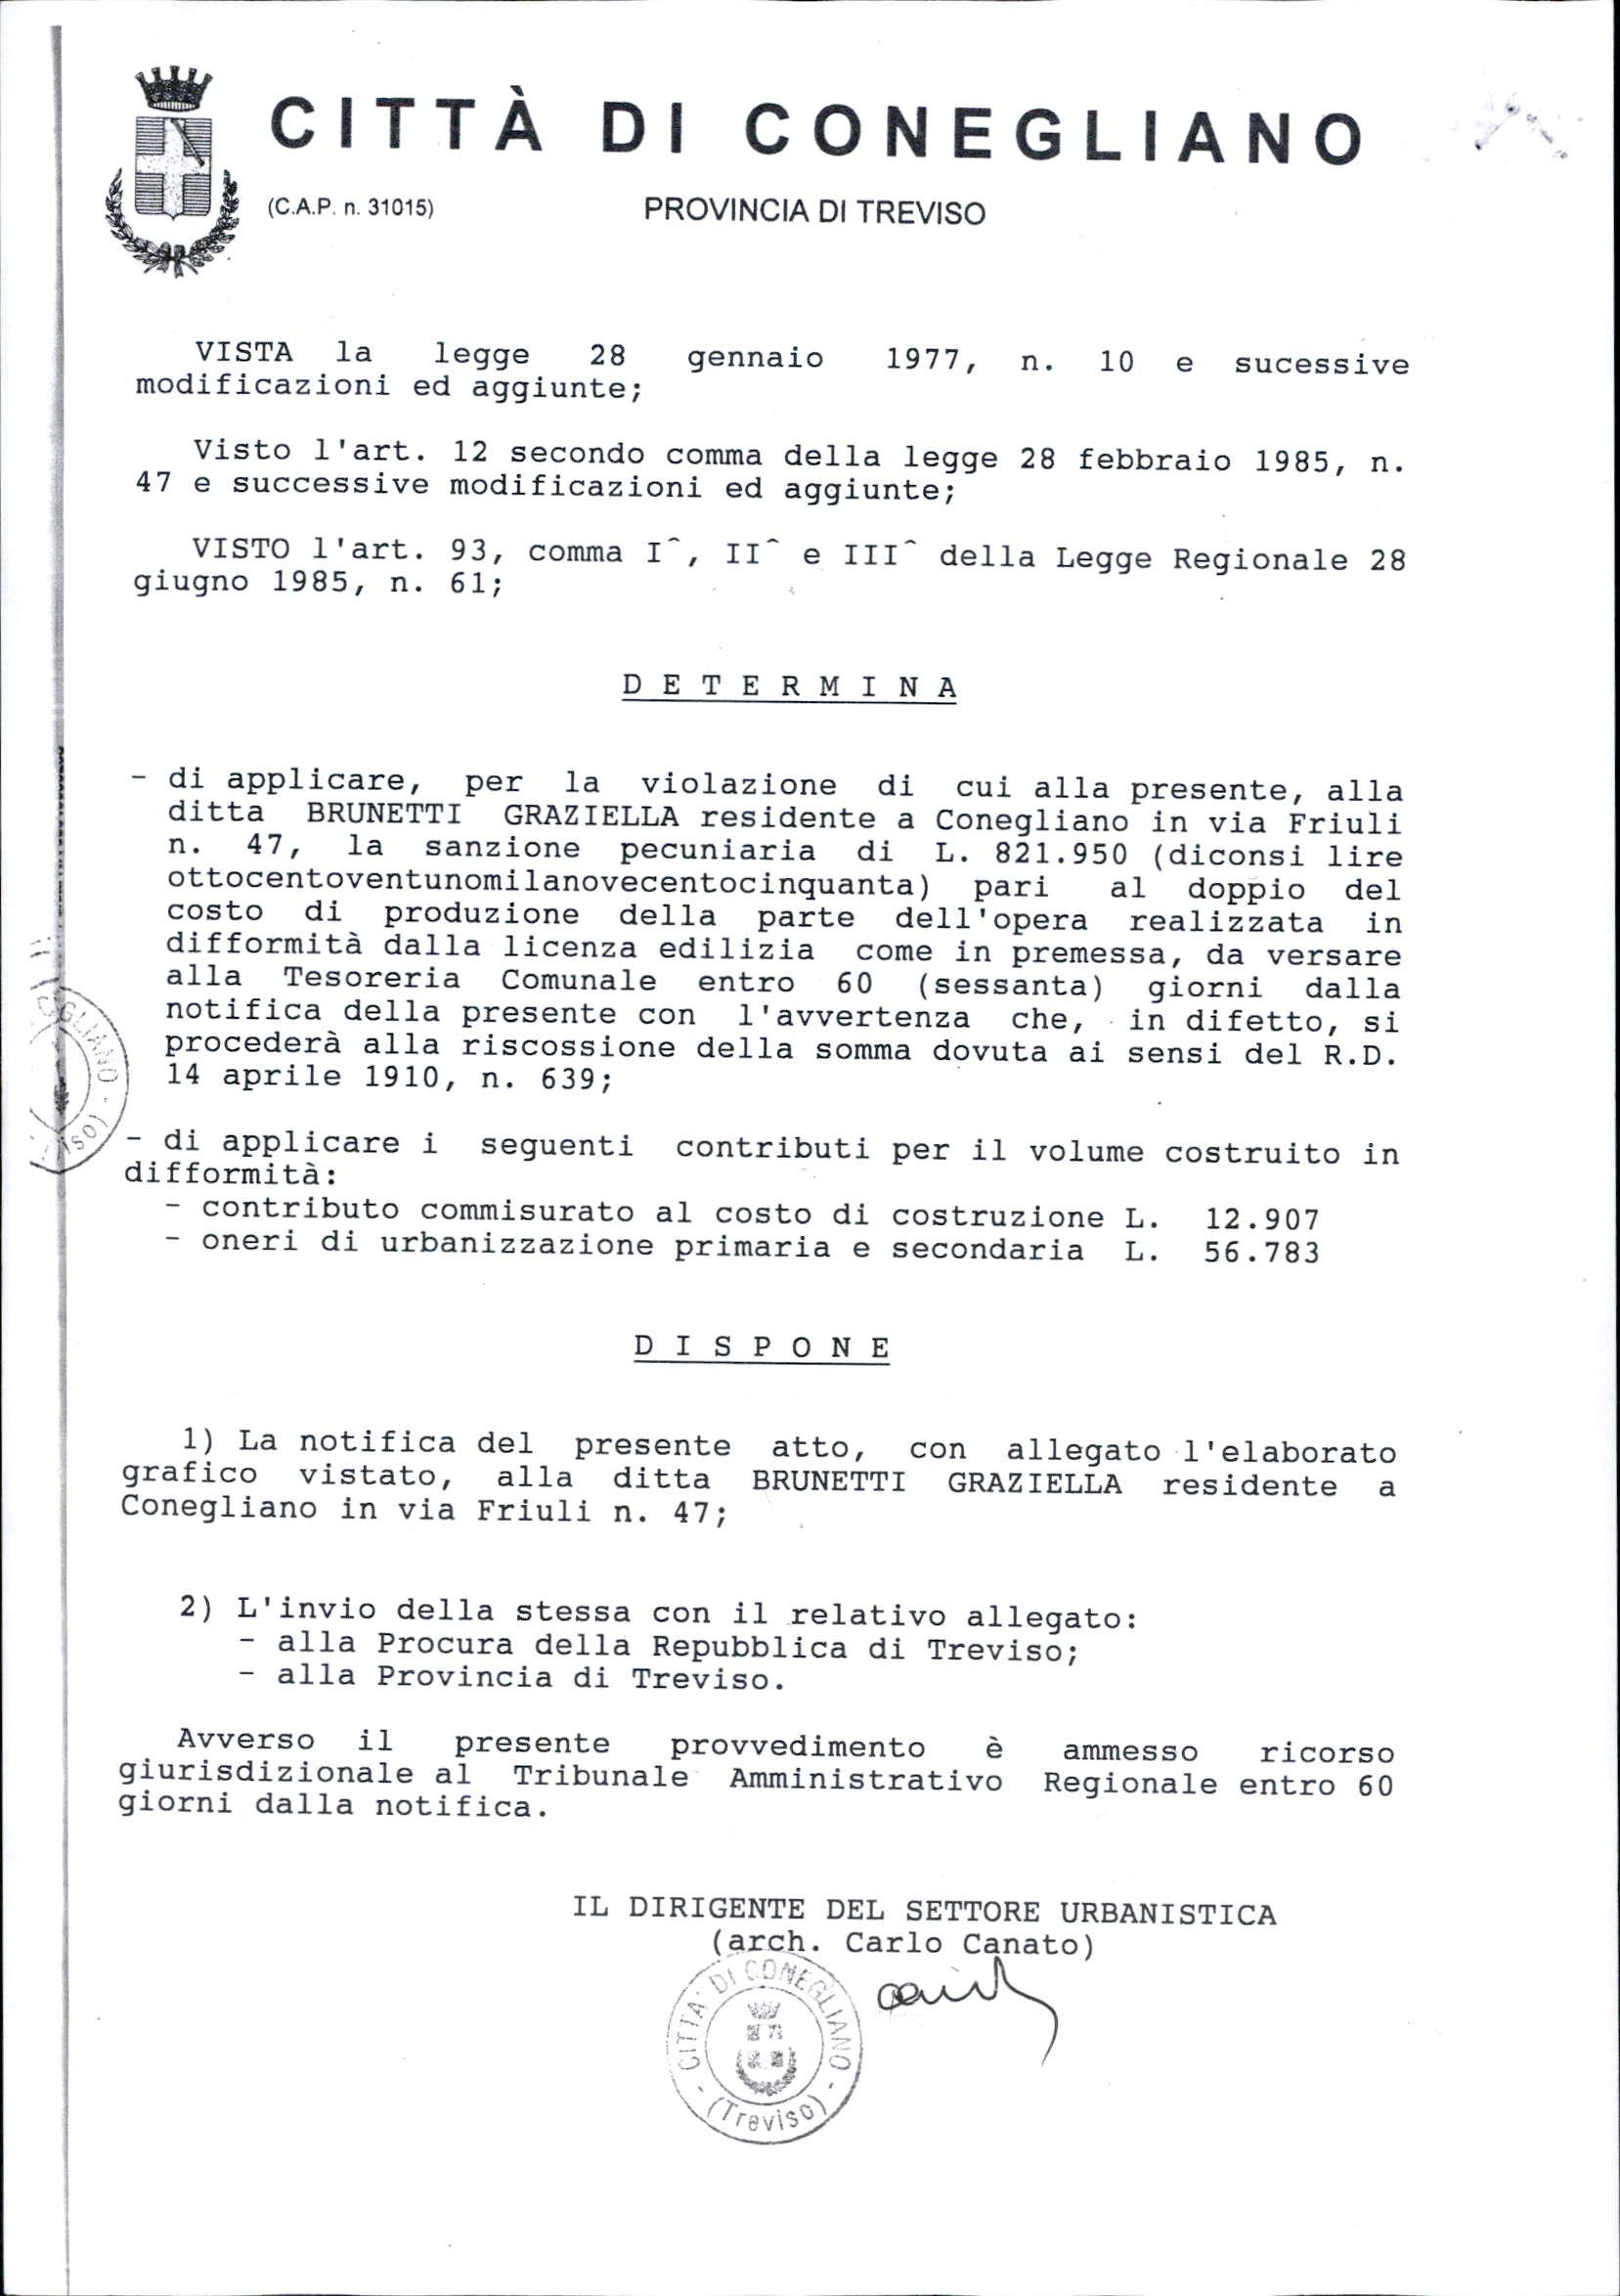 CITTÀ DI CONEGLIANO
(C.A.P. n. 31015) PROVINCIA DI TREVISO
VISTA la legge 28 gennaio 1977, n. 10 e sucessive
modificazioni ed aggiunte;
Visto l'art. 12 secondo comma della legge 28 febbraio 1985, n.
47 e successive modificazioni ed aggiunte;
VISTO l'art. 93, comma I^, II^ e III^ della Legge Regionale 28
giugno 1985, n. 61;
D E T E R M I N A
- di applicare, per la violazione di cui alla presente, alla
ditta BRUNETTI GRAZIELLA residente a Conegliano in via Friuli
n. 47, la sanzione pecuniaria di L. 821.950 (diconsi lire
ottocentoventunomilanovecentocinquanta) pari al doppio del
costo di produzione della parte dell'opera realizzata in
difformità dalla licenza edilizia come in premessa, da versare
alla Tesoreria Comunale entro 60 (sessanta) giorni dalla
notifica della presente con l'avvertenza che, in difetto, si
procederà alla riscossione della somma dovuta ai sensi del R.D.
14 aprile 1910, n. 639;
- di applicare i seguenti contributi per il volume costruito in
difformità:
- contributo commisurato al costo di costruzione L. 12.907
- oneri di urbanizzazione primaria e secondaria L. 56.783
D I S P O N E
1) La notifica del presente atto, con allegato l'elaborato
grafico vistato, alla ditta BRUNETTI GRAZIELLA residente a
Conegliano in via Friuli n. 47;
2) L'invio della stessa con il relativo allegato:
- alla Procura della Repubblica di Treviso;
- alla Provincia di Treviso.
Avverso il presente provvedimento è ammesso ricorso
giurisdizionale al Tribunale Amministrativo Regionale entro 60
giorni dalla notifica.
IL DIRIGENTE DEL SETTORE URBANISTICA
(arch. Carlo Canato)
CITTA' DI CONEGLIANO
- (Treviso) -